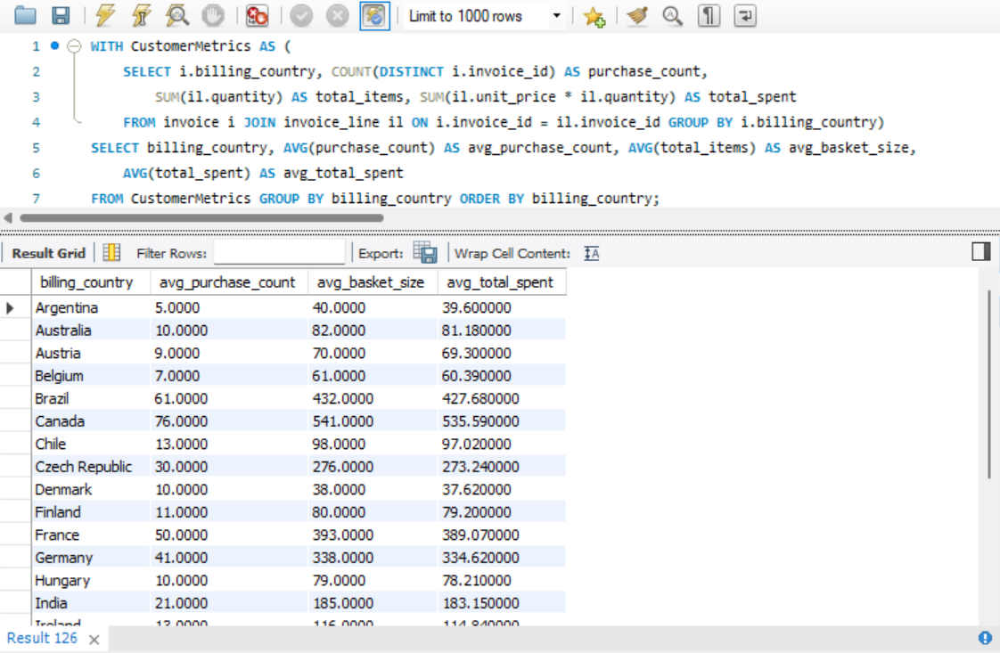 Limit to 1000 rows
1 WITH CustomerMetrics AS (
2 SELECT i.billing_country, COUNT(DISTINCT i.invoice_id) AS purchase_count,
3 SUM(il.quantity) AS total_items, SUM(il.unit_price * il.quantity) AS total_spent
4 FROM invoice i JOIN invoice_line il ON i.invoice_id = il.invoice_id GROUP BY i.billing_country)
5 SELECT billing_country, AVG(purchase_count) AS avg_purchase_count, AVG(total_items) AS avg_basket_size,
6 AVG(total_spent) AS avg_total_spent
7 FROM CustomerMetrics GROUP BY billing_country ORDER BY billing_country;
Result Grid Filter Rows: Export: Wrap Cell Content:
billing_country avg_purchase_count avg_basket_size avg_total_spent
Argentina 5.0000 40.0000 39.600000
Australia 10.0000 82.0000 81.180000
Austria 9.0000 70.0000 69.300000
Belgium 7.0000 61.0000 60.390000
Brazil 61.0000 432.0000 427.680000
Canada 76.0000 541.0000 535.590000
Chile 13.0000 98.0000 97.020000
Czech Republic 30.0000 276.0000 273.240000
Denmark 10.0000 38.0000 37.620000
Finland 11.0000 80.0000 79.200000
France 50.0000 393.0000 389.070000
Germany 41.0000 338.0000 334.620000
Hungary 10.0000 79.0000 78.210000
India 21.0000 185.0000 183.150000
Ireland 13.0000 116.0000 114.840000
Result 126